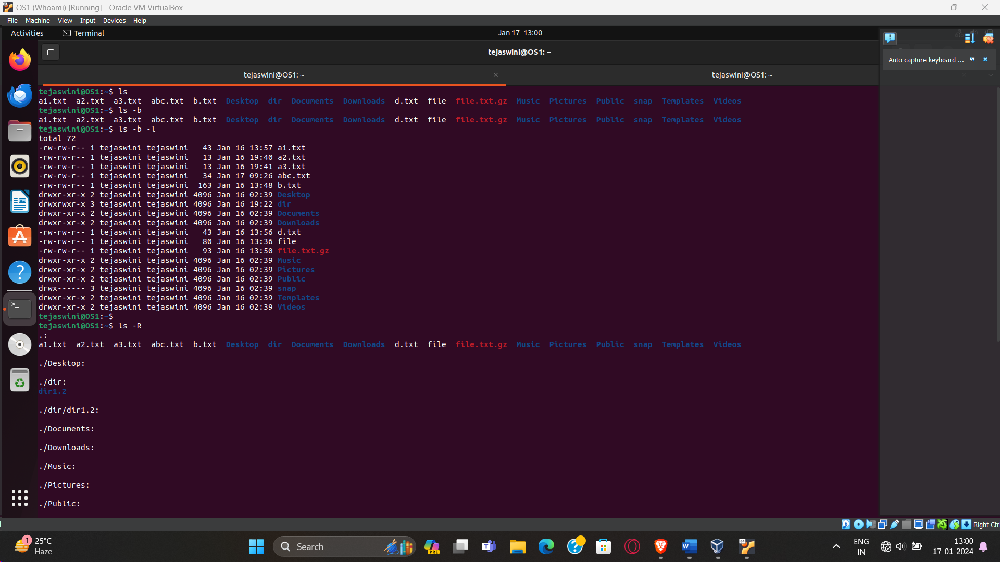 OS1 (Whoami) [Running] - Oracle VM VirtualBox
File Machine View Input Devices Help
Activities Terminal Jan 17 13:00
tejaswini@OS1: ~
Auto capture keyboard ...
tejaswini@OS1: ~ tejaswini@OS1: ~
tejaswini@OS1:~$ ls
a1.txt a2.txt a3.txt abc.txt b.txt Desktop dir Documents Downloads d.txt file file.txt.gz Music Pictures Public snap Templates Videos
tejaswini@OS1:~$ ls -b
a1.txt a2.txt a3.txt abc.txt b.txt Desktop dir Documents Downloads d.txt file file.txt.gz Music Pictures Public snap Templates Videos
tejaswini@OS1:~$ ls -b -l
total 72
-rw-rw-r-- 1 tejaswini tejaswini 43 Jan 16 13:57 a1.txt
-rw-rw-r-- 1 tejaswini tejaswini 13 Jan 16 19:40 a2.txt
-rw-rw-r-- 1 tejaswini tejaswini 13 Jan 16 19:41 a3.txt
-rw-rw-r-- 1 tejaswini tejaswini 34 Jan 17 09:26 abc.txt
-rw-rw-r-- 1 tejaswini tejaswini 163 Jan 16 13:48 b.txt
drwxr-xr-x 2 tejaswini tejaswini 4096 Jan 16 02:39 Desktop
drwxrwxr-x 3 tejaswini tejaswini 4096 Jan 16 19:22 dir
drwxr-xr-x 2 tejaswini tejaswini 4096 Jan 16 02:39 Documents
drwxr-xr-x 2 tejaswini tejaswini 4096 Jan 16 02:39 Downloads
-rw-rw-r-- 1 tejaswini tejaswini 43 Jan 16 13:56 d.txt
-rw-rw-r-- 1 tejaswini tejaswini 80 Jan 16 13:36 file
-rw-rw-r-- 1 tejaswini tejaswini 93 Jan 16 13:50 file.txt.gz
drwxr-xr-x 2 tejaswini tejaswini 4096 Jan 16 02:39 Music
drwxr-xr-x 2 tejaswini tejaswini 4096 Jan 16 02:39 Pictures
drwxr-xr-x 2 tejaswini tejaswini 4096 Jan 16 02:39 Public
drwx------ 3 tejaswini tejaswini 4096 Jan 16 02:39 snap
drwxr-xr-x 2 tejaswini tejaswini 4096 Jan 16 02:39 Templates
drwxr-xr-x 2 tejaswini tejaswini 4096 Jan 16 02:39 Videos
tejaswini@OS1:~$
tejaswini@OS1:~$ ls -R
.:
a1.txt a2.txt a3.txt abc.txt b.txt Desktop dir Documents Downloads d.txt file file.txt.gz Music Pictures Public snap Templates Videos
./Desktop:
./dir:
dir1.2
./dir/dir1.2:
./Documents:
./Downloads:
./Music:
./Pictures:
./Public:
Right Ctr
1 25°C
Haze
Search
PRE
ENG
IN
13:00
17-01-2024